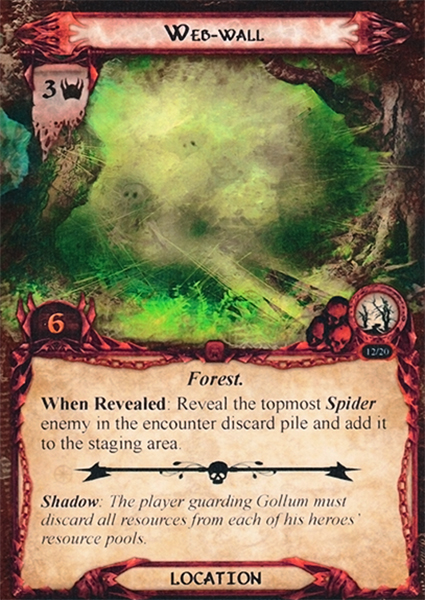 Web-wall
3
6
12/20
Forest.
When Revealed: Reveal the topmost Spider
enemy in the encounter discard pile and add it
to the staging area.
Shadow: The player guarding Gollum must
discard all resources from each of his heroes'
resource pools.
LOCATION